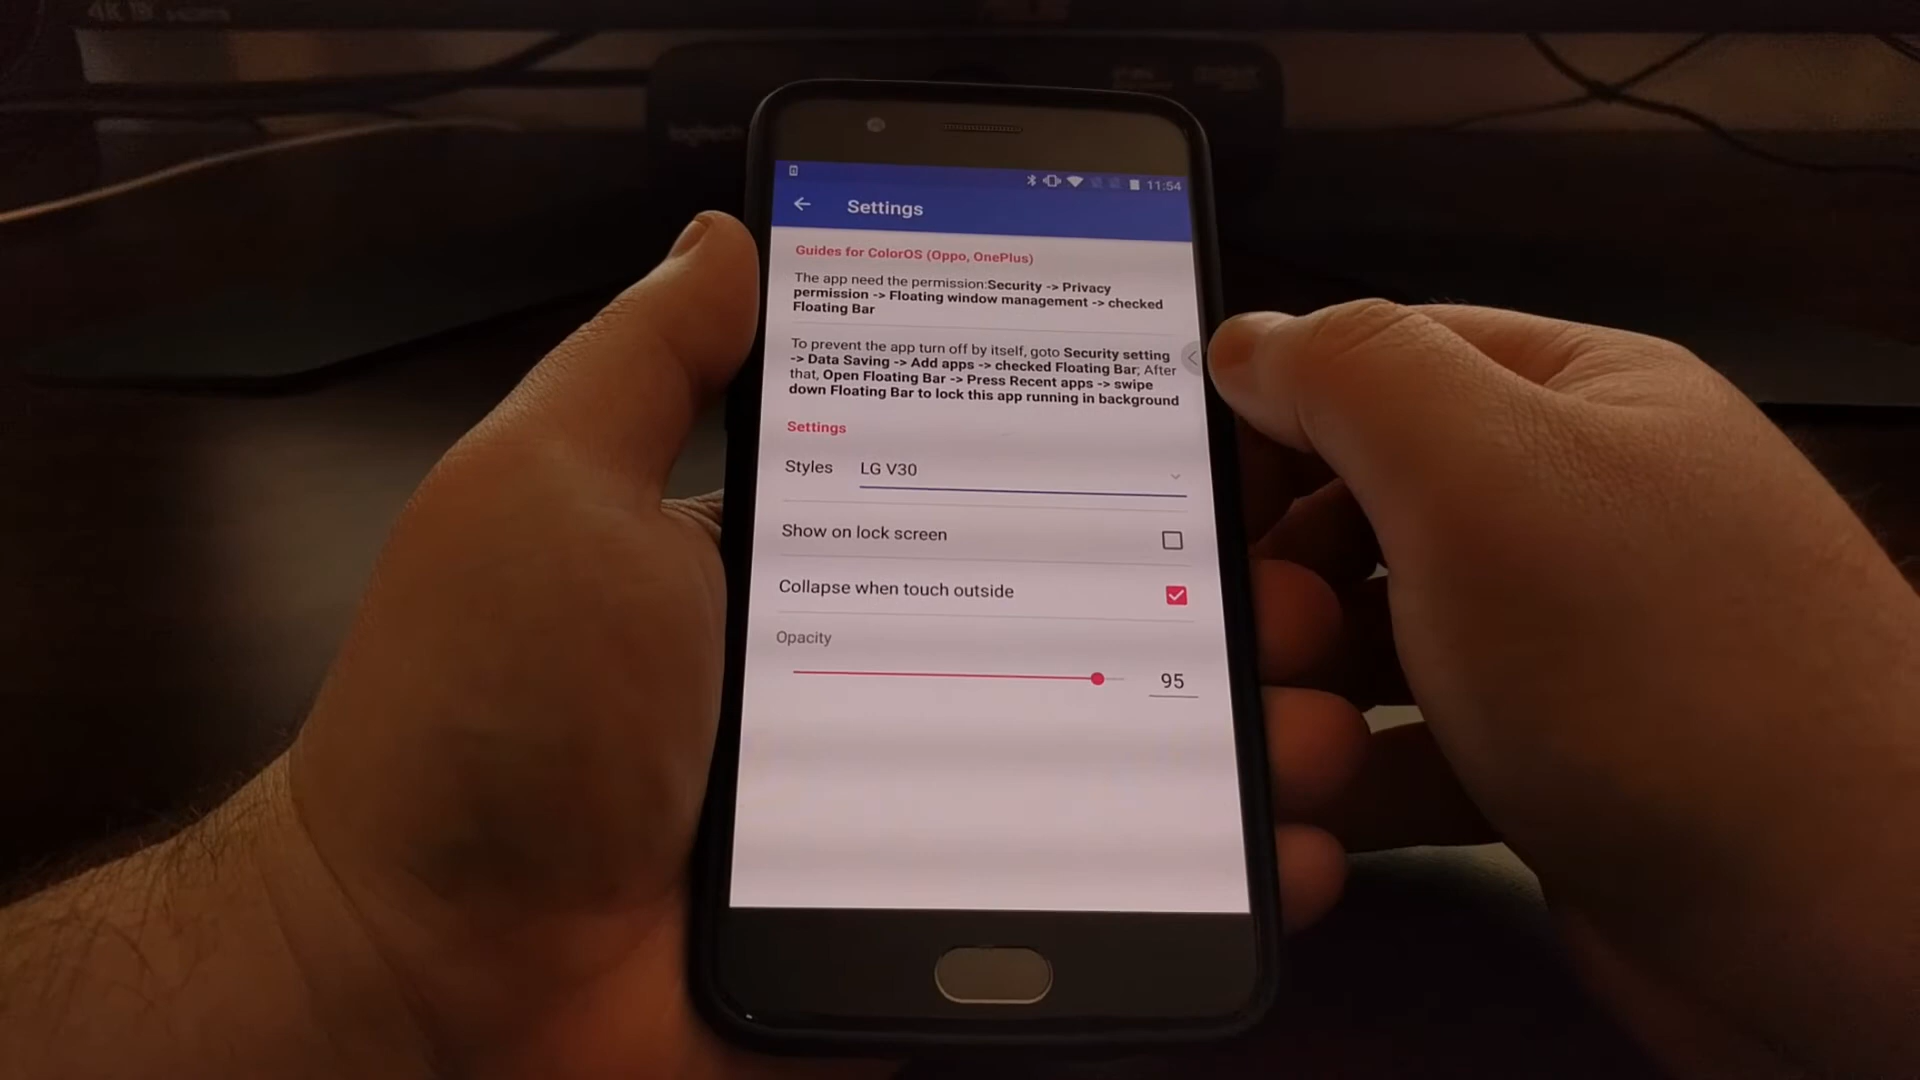 4K
logitech
11:54
Settings
Guides for ColorOS (Oppo, OnePlus)
The app need the permission:Security -> Privacy
permission -> Floating window management -> checked
Floating Bar
To prevent the app turn off by itself, goto Security setting
-> Data Saving -> Add apps -> checked Floating Bar; After
that, Open Floating Bar -> Press Recent apps -> swipe
down Floating Bar to lock this app running in background
Settings
Styles LG V30
Show on lock screen
Collapse when touch outside
Opacity
95